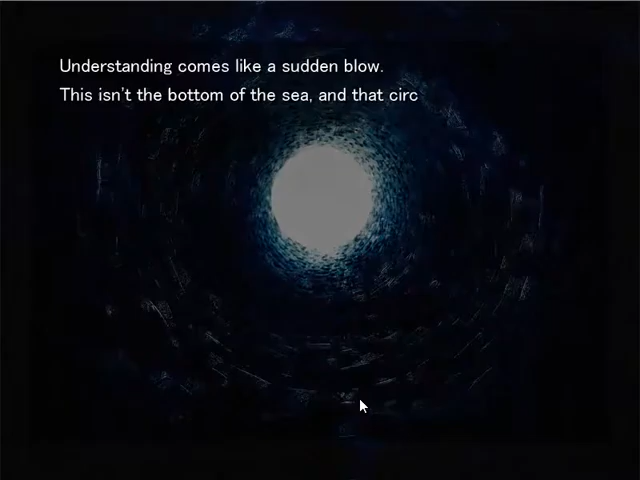 Understanding comes like a sudden blow.
This isn't the bottom of the sea, and that circ